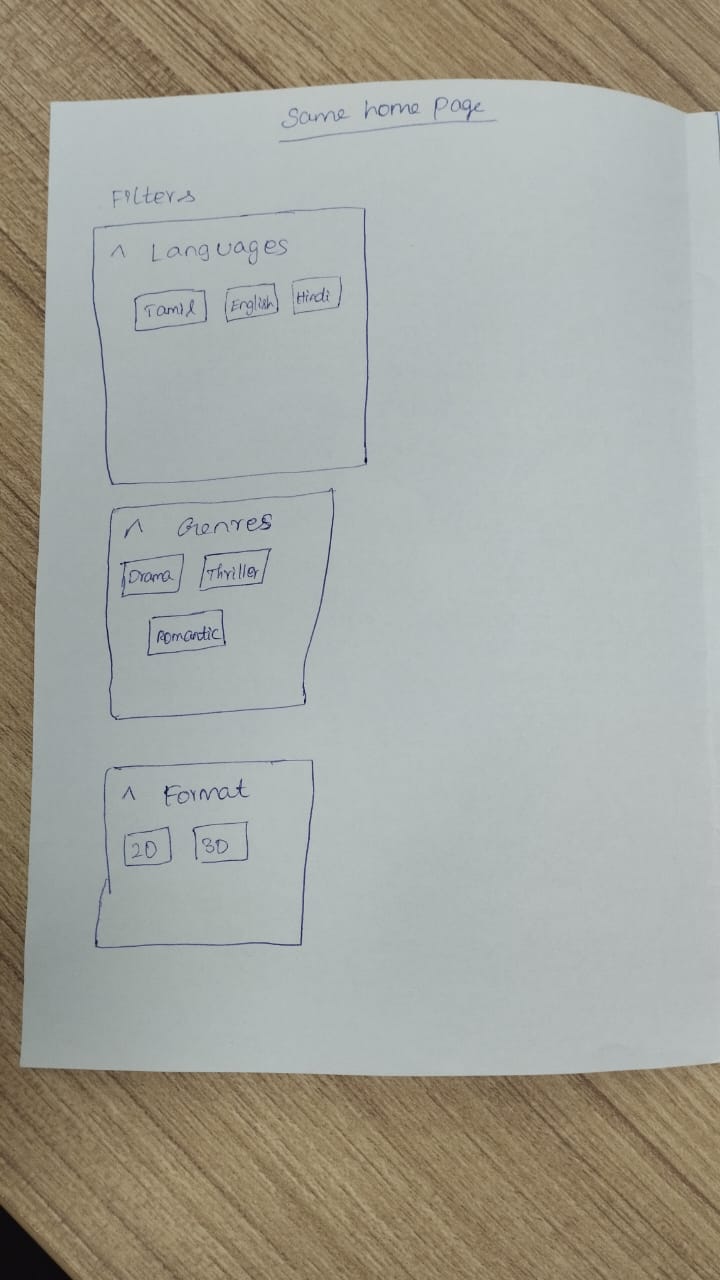 Same home page
Filters
^ Languages
Tamil English Hindi
^ Genres
Drama Thriller
Romantic
^ Format
2D 3D